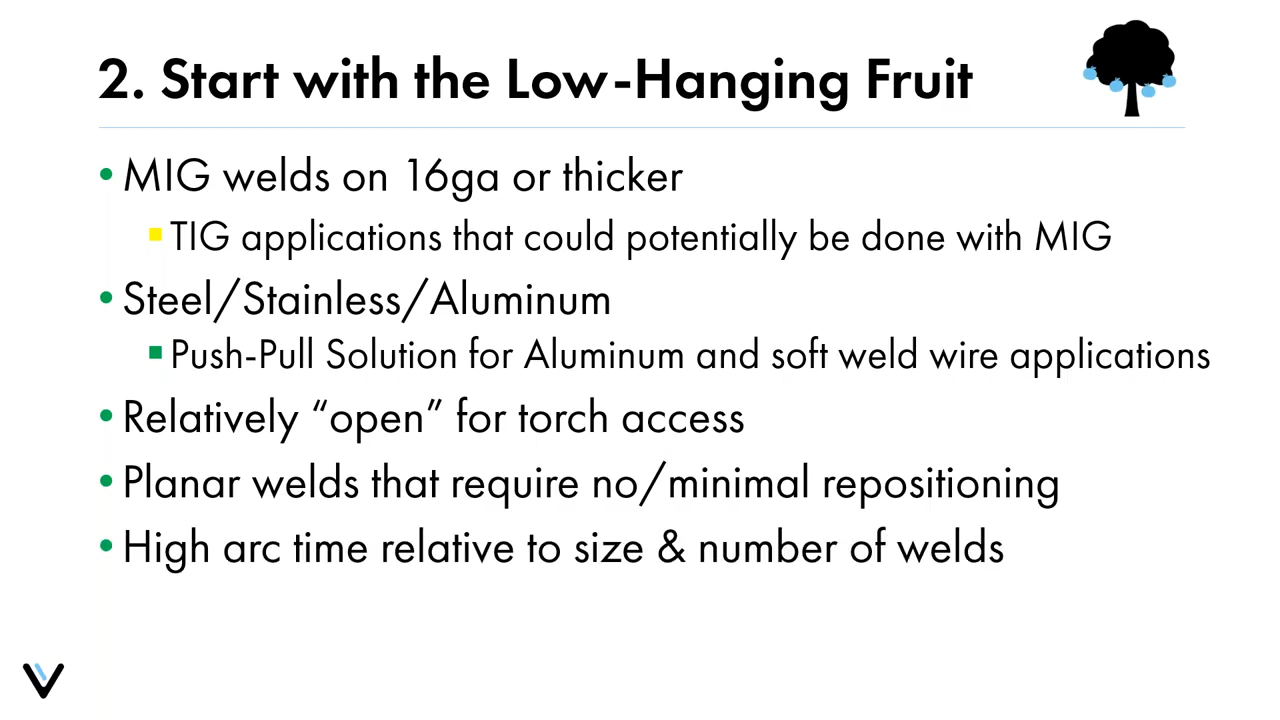 2. Start with the Low-Hanging Fruit
• MIG welds on 16ga or thicker
▪ TIG applications that could potentially be done with MIG
• Steel/Stainless/Aluminum
▪ Push-Pull Solution for Aluminum and soft weld wire applications
• Relatively “open” for torch access
• Planar welds that require no/minimal repositioning
• High arc time relative to size & number of welds